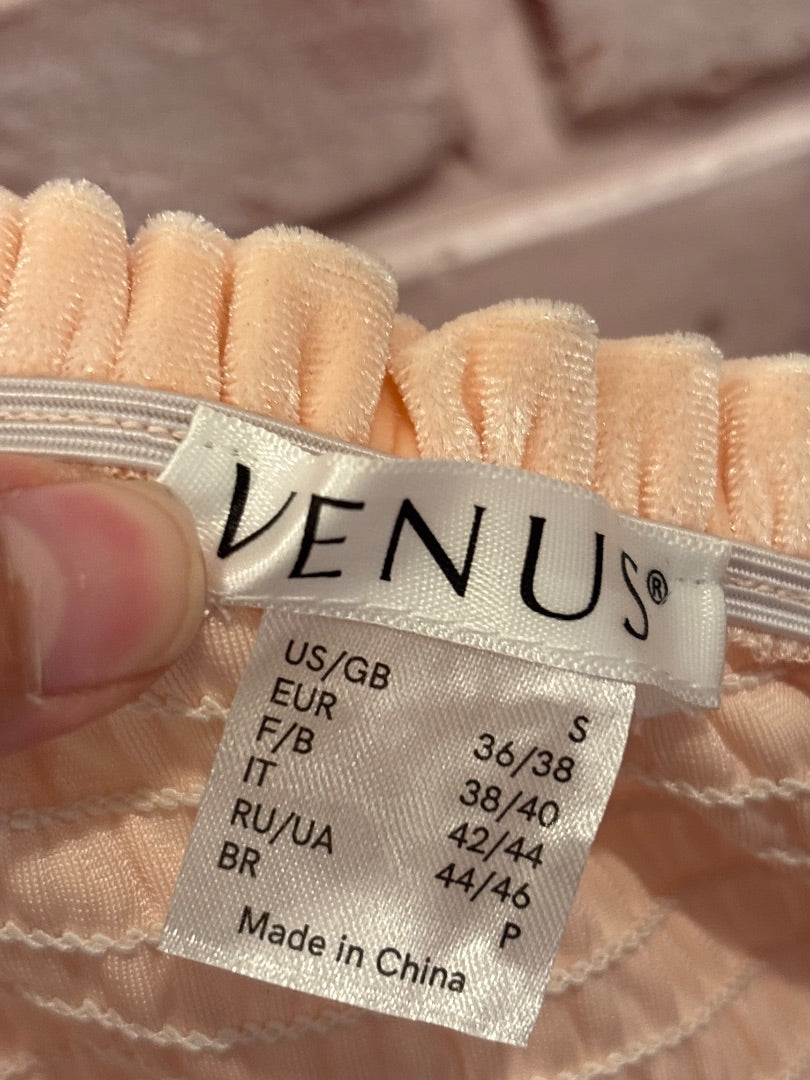 VENUS®
US/GB S
EUR 36/38
F/B 38/40
IT 42/44
RU/UA 44/46
BR P
Made in China